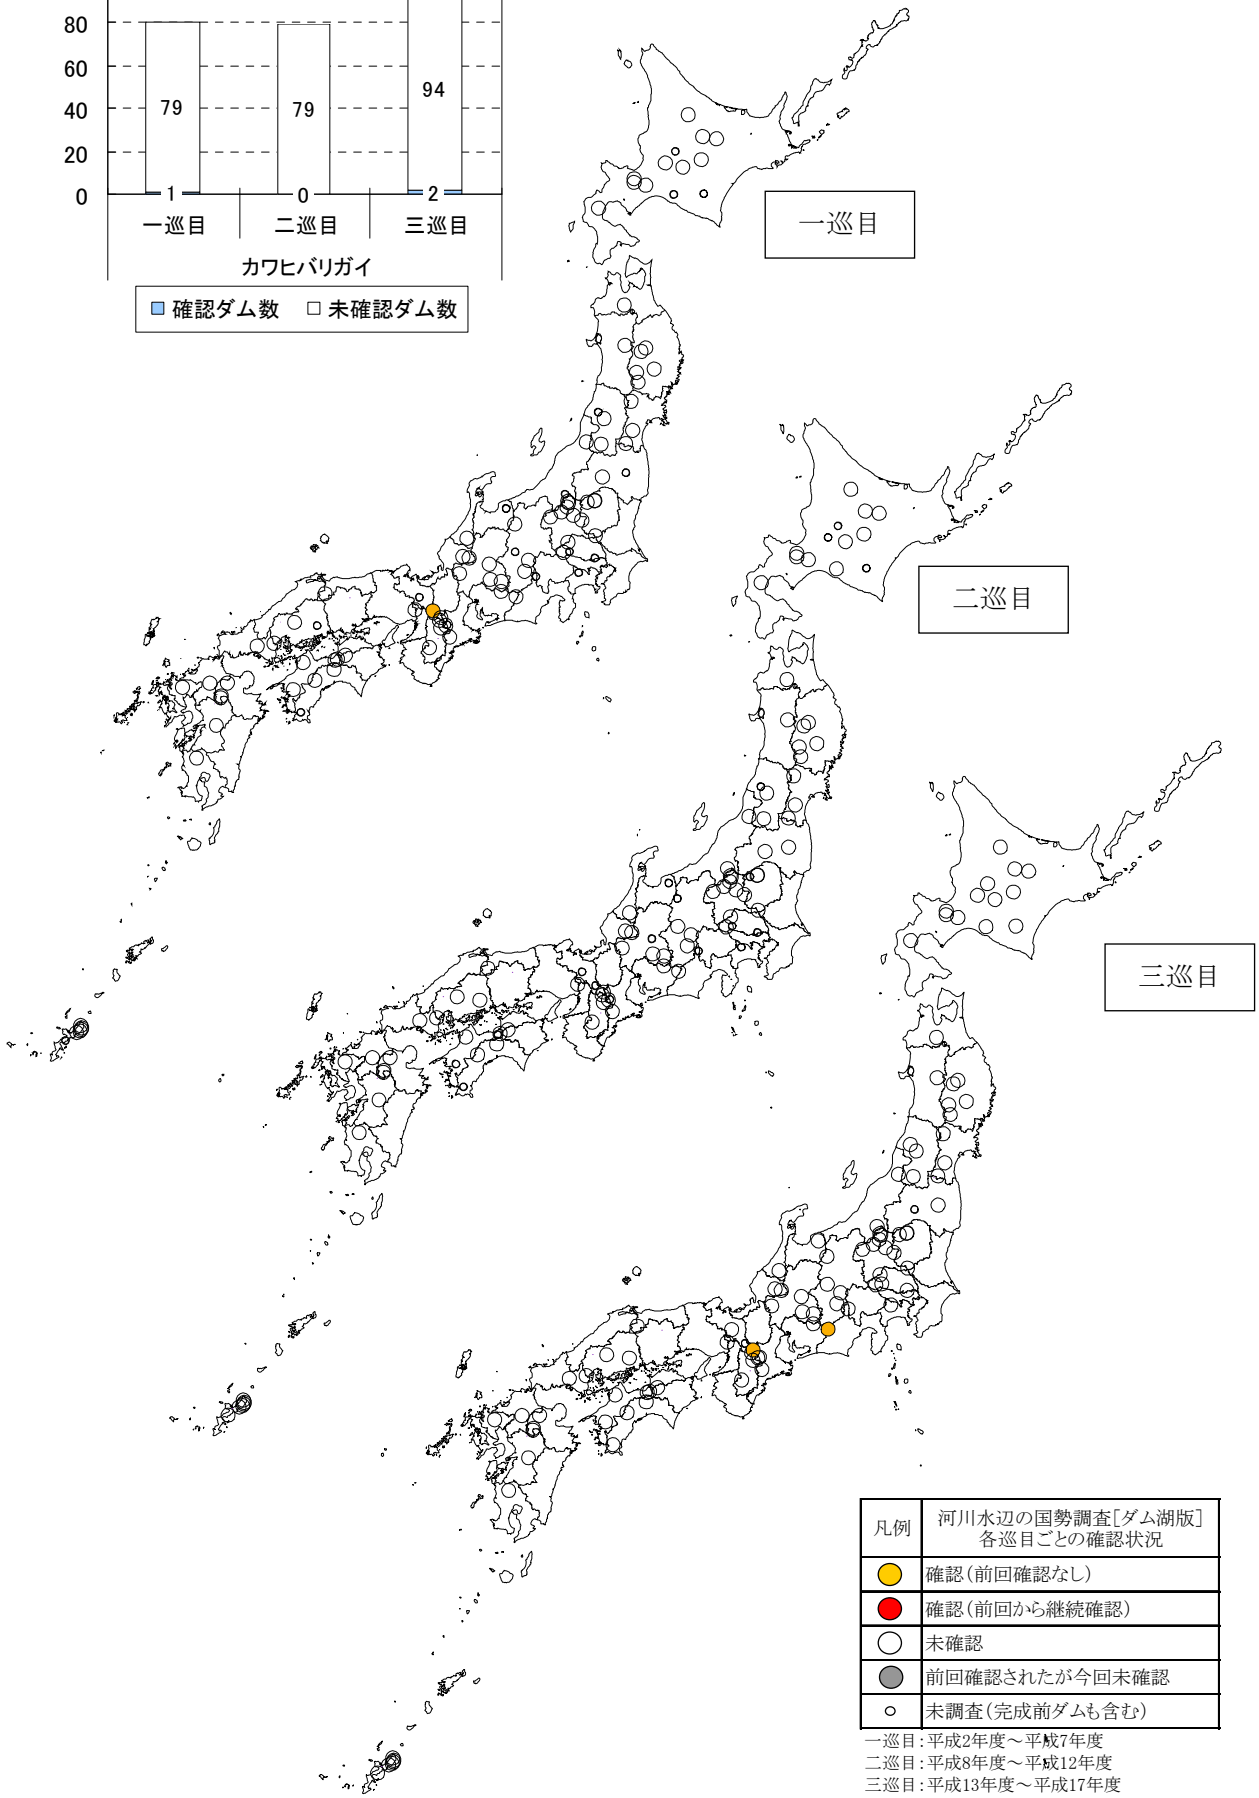 80
60
40
20
0
79
79
94
1
0
2
一巡目
二巡目
三巡目
カワヒバリガイ
確認ダム数
未確認ダム数
一巡目
二巡目
三巡目
凡例
河川水辺の国勢調査[ダム湖版]
各巡目ごとの確認状況
確認(前回確認なし)
確認(前回から継続確認)
未確認
前回確認されたが今回未確認
未調査(完成前ダムも含む)
一巡目:平成2年度～平成7年度
二巡目:平成8年度～平成12年度
三巡目:平成13年度～平成17年度